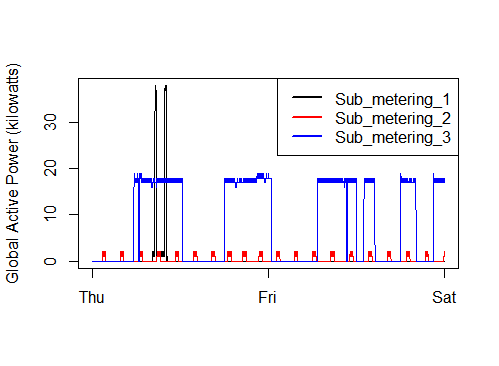 Global Active Power (kilowatts)
30
20
10
0
Sub_metering_1
Sub_metering_2
Sub_metering_3
Thu
Fri
Sat